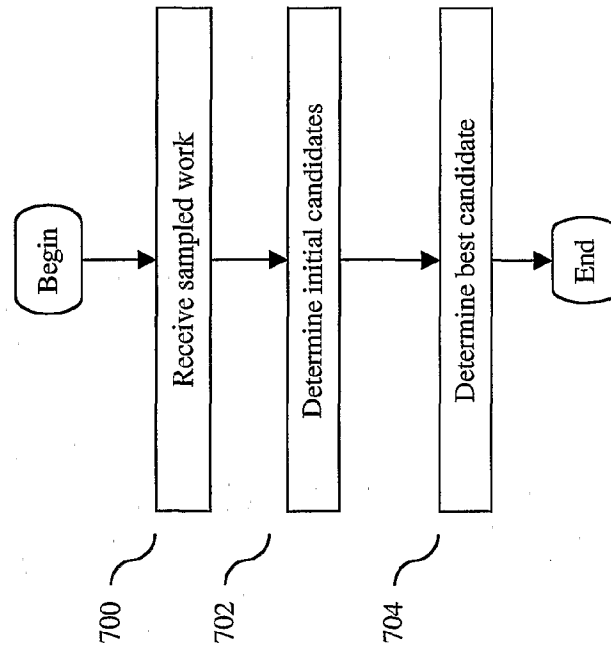 Begin
700
Receive sampled work
702
Determine initial candidates
704
Determine best candidate
End